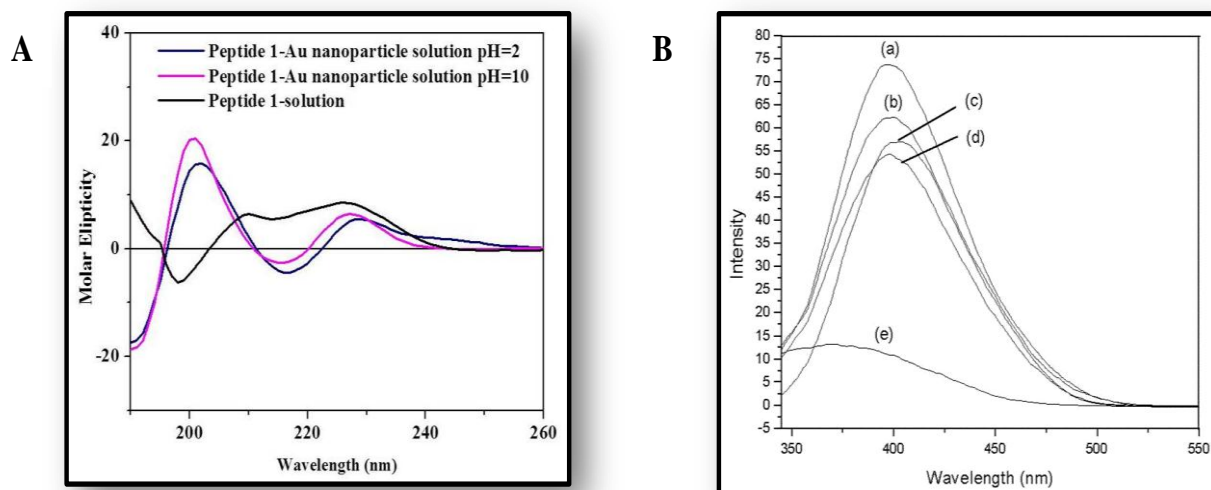 A
Molar Elipticity
40
20
0
-20
Peptide 1-Au nanoparticle solution pH=2
Peptide 1-Au nanoparticle solution pH=10
Peptide 1-solution
200
220
240
260
Wavelength (nm)
B
Intensity
80
75
70
65
60
55
50
45
40
35
30
25
20
15
10
5
0
-5
(a)
(b)
(c)
(d)
(e)
350
400
450
500
550
Wavelength (nm)